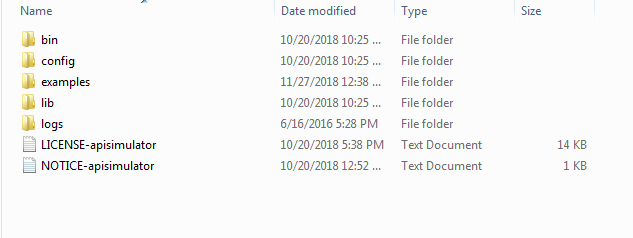 Name Date modified Type Size
bin 10/20/2018 10:25 ... File folder
config 10/20/2018 10:25 ... File folder
examples 11/27/2018 12:38 ... File folder
lib 10/20/2018 10:25 ... File folder
logs 6/16/2016 5:28 PM File folder
LICENSE-apisimulator 10/20/2018 5:38 PM Text Document 14 KB
NOTICE-apisimulator 10/20/2018 12:52 ... Text Document 1 KB